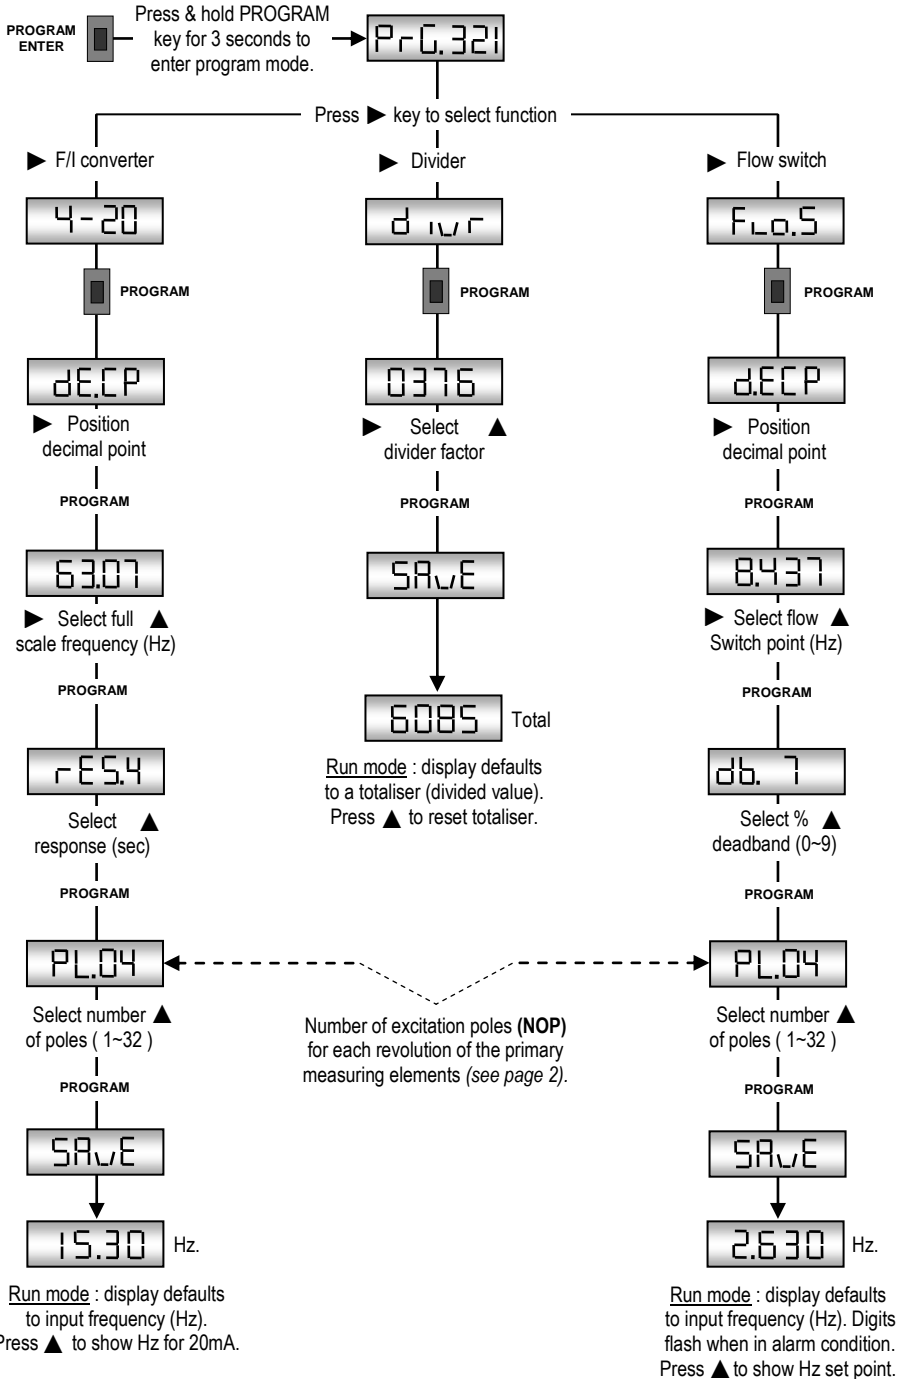 PROGRAM
ENTER
Press & hold PROGRAM
key for 3 seconds to
enter program mode.
PrG.321
Press ▶ key to select function
▶ F/I converter
4-20
PROGRAM
dE.CP
▶ Position
decimal point
PROGRAM
63.07
▶ Select full ▲
scale frequency (Hz)
PROGRAM
rES.4
Select ▲
response (sec)
PROGRAM
PL.04
Select number ▲
of poles ( 1~32 )
PROGRAM
SAvE
15.30 Hz.
Run mode : display defaults
to input frequency (Hz).
Press ▲ to show Hz for 20mA.
▶ Divider
divr
PROGRAM
0376
▶ Select ▲
divider factor
PROGRAM
SAvE
6085 Total
Run mode : display defaults
to a totaliser (divided value).
Press ▲ to reset totaliser.
Number of excitation poles (NOP)
for each revolution of the primary
measuring elements (see page 2).
▶ Flow switch
FLo.S
PROGRAM
d.ECP
▶ Position
decimal point
PROGRAM
8.437
▶ Select flow ▲
Switch point (Hz)
PROGRAM
db. 7
Select % ▲
deadband (0~9)
PROGRAM
PL.04
Select number ▲
of poles ( 1~32 )
PROGRAM
SAvE
2.630 Hz.
Run mode : display defaults
to input frequency (Hz). Digits
flash when in alarm condition.
Press ▲ to show Hz set point.